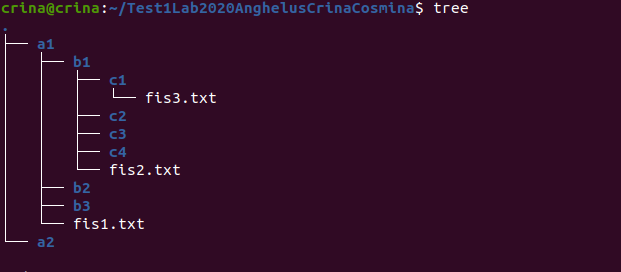 crina@crina:~/Test1Lab2020AnghelusCrinaCosmina$ tree
.
├── a1
│   ├── b1
│   │   ├── c1
│   │   │   └── fis3.txt
│   │   ├── c2
│   │   ├── c3
│   │   ├── c4
│   │   └── fis2.txt
│   ├── b2
│   ├── b3
│   └── fis1.txt
└── a2